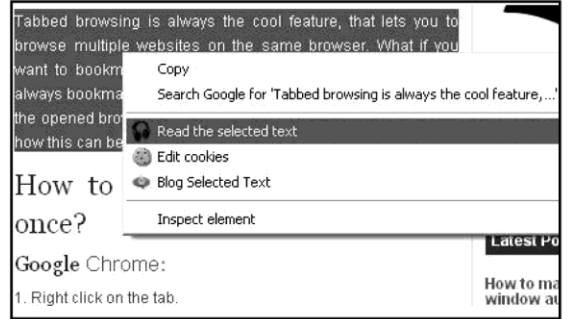 Tabbed browsing is always the cool feature, that lets you to
browse multiple websites on the same browser. What if you
want to bookm
always bookma
the opened bro
how this can be
Copy
Search Google for 'Tabbed browsing is always the cool feature,...'
Read the selected text
Edit cookies
Blog Selected Text
Inspect element
How to
once?
Google Chrome:
1. Right click on the tab.
Latest Po
How to ma
window au